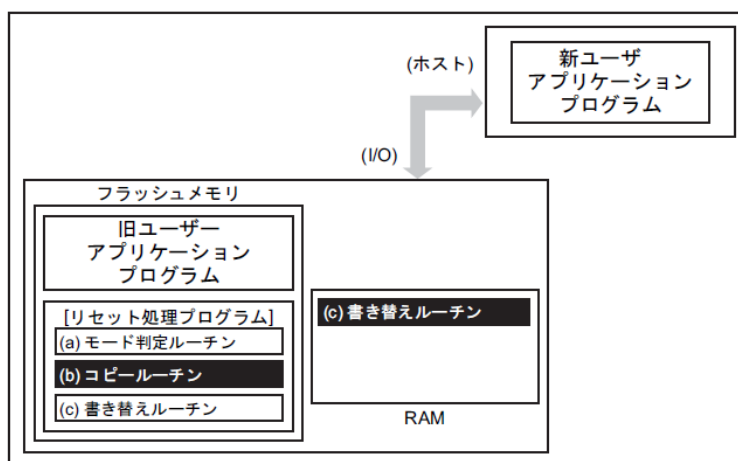 (ホスト)
新ユーザ
アプリケーション
プログラム
(I/O)
フラッシュメモリ
旧ユーザー
アプリケーション
プログラム
[リセット処理プログラム]
(a) モード判定ルーチン
(b) コピールーチン
(c) 書き替えルーチン
(c) 書き替えルーチン
RAM